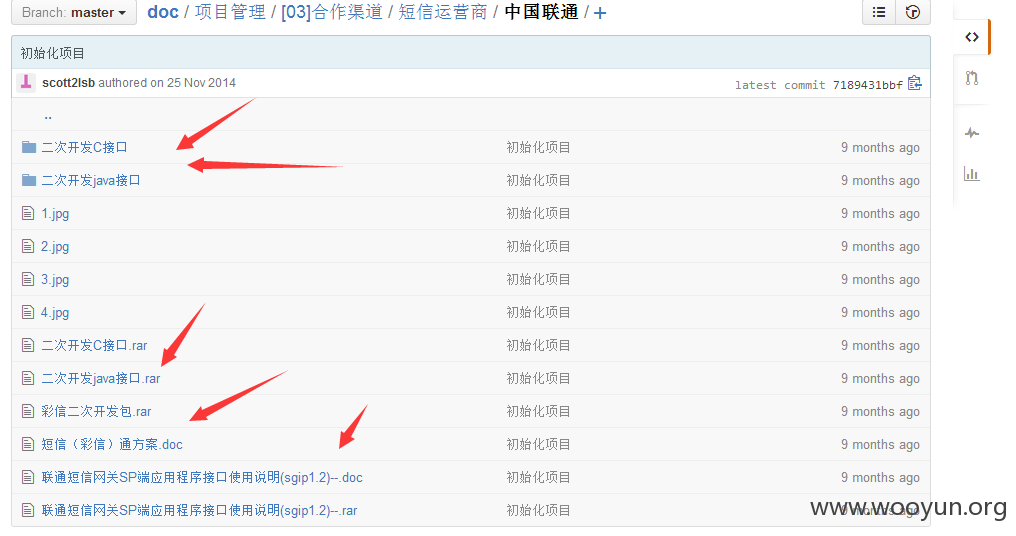 Branch: master doc / 项目管理 / [03]合作渠道 / 短信运营商 / 中国联通 / +
初始化项目
scott2lsb authored on 25 Nov 2014 latest commit 7189431bbf
..
二次开发C接口 初始化项目 9 months ago
二次开发java接口 初始化项目 9 months ago
1.jpg 初始化项目 9 months ago
2.jpg 初始化项目 9 months ago
3.jpg 初始化项目 9 months ago
4.jpg 初始化项目 9 months ago
二次开发C接口.rar 初始化项目 9 months ago
二次开发java接口.rar 初始化项目 9 months ago
彩信二次开发包.rar 初始化项目 9 months ago
短信（彩信）通方案.doc 初始化项目 9 months ago
联通短信网关SP端应用程序接口使用说明(sgip1.2)--.doc 初始化项目 9 months ago
联通短信网关SP端应用程序接口使用说明(sgip1.2)--.rar 初始化项目 9 months ago
www.wooyun.org